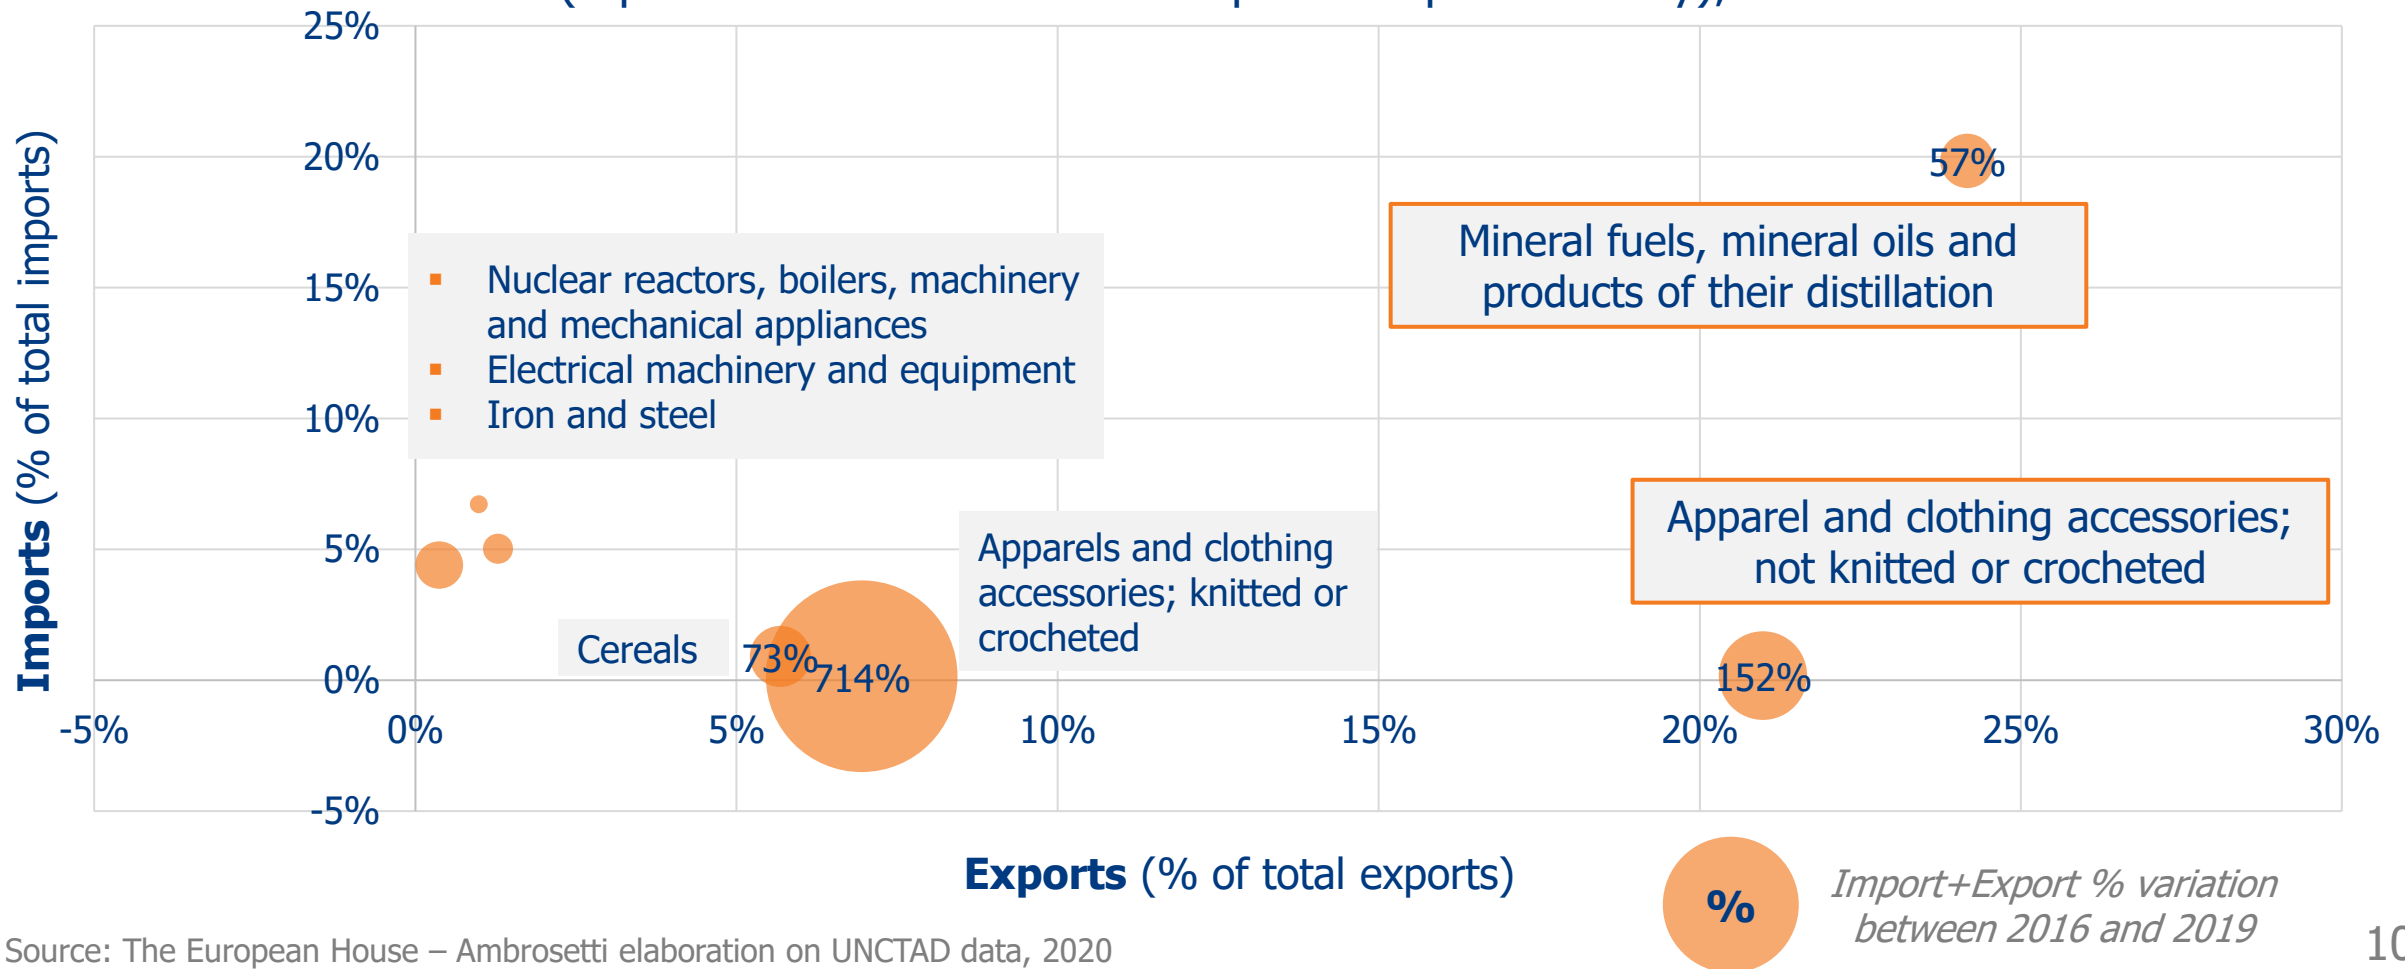 25%
20%
15%
10%
5%
0%
-5%
Imports (% of total imports)
57%
Mineral fuels, mineral oils and
products of their distillation
▪ Nuclear reactors, boilers, machinery
and mechanical appliances
▪ Electrical machinery and equipment
▪ Iron and steel
Apparel and clothing accessories;
not knitted or crocheted
Apparels and clothing
accessories; knitted or
crocheted
Cereals
73%
714%
152%
-5%
0%
5%
10%
15%
20%
25%
30%
Exports (% of total exports)
%
Import+Export % variation
between 2016 and 2019
Source: The European House – Ambrosetti elaboration on UNCTAD data, 2020